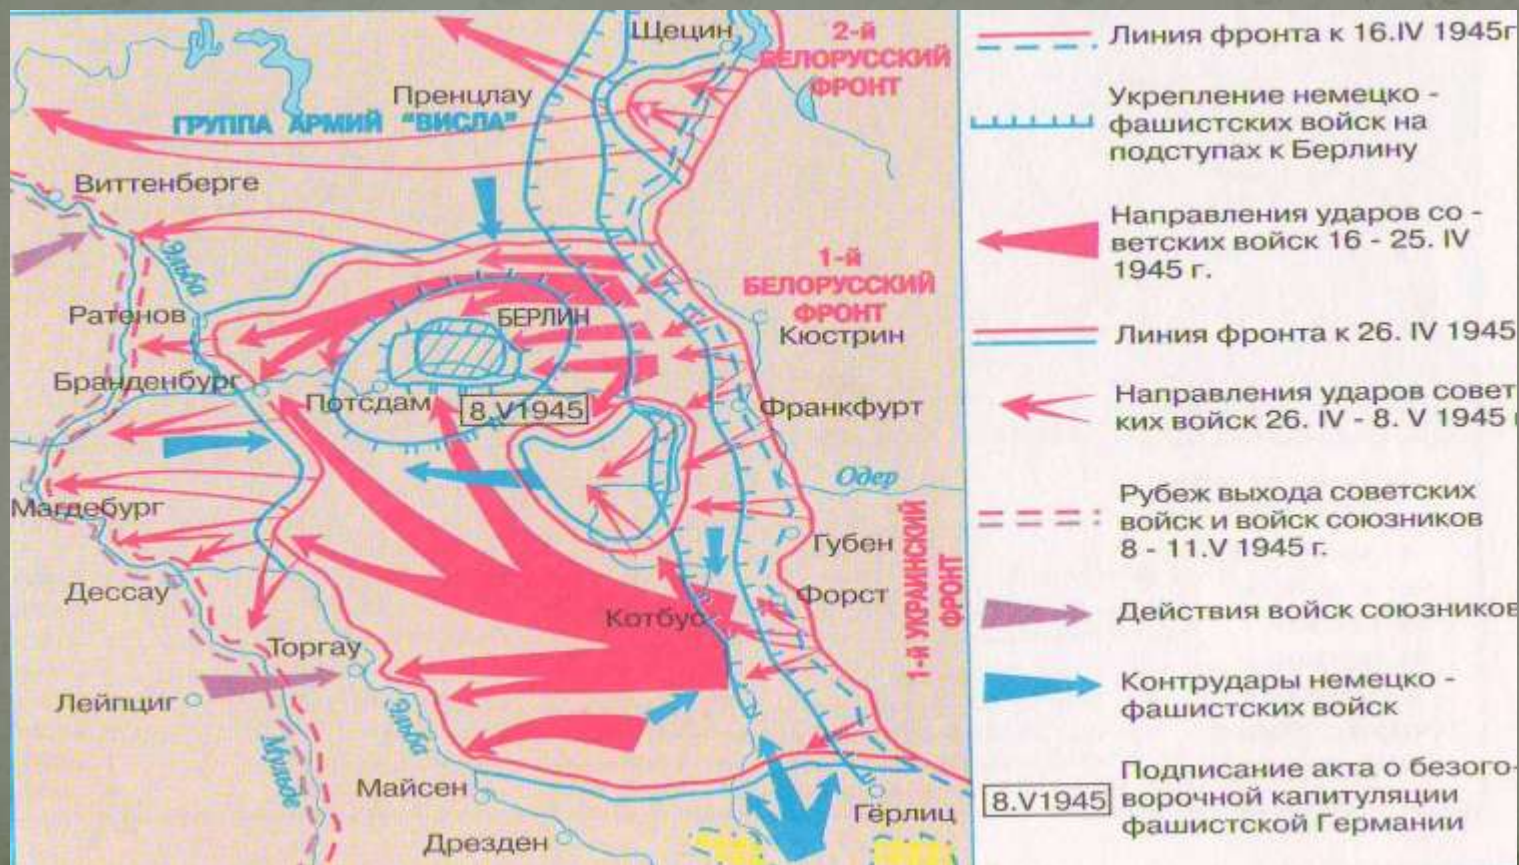 Щецин
2-й
БЕЛОРУССКИЙ
ФРОНТ
Пренцлау
ГРУППА АРМИЙ "ВИСЛА"
Виттенберге
Эльба
1-й
БЕЛОРУССКИЙ
ФРОНТ
Ратенов
БЕРЛИН
Кюстрин
Бранденбург
Потсдам
8.V1945
Франкфурт
Одер
Магдебург
1-й УКРАИНСКИЙ
ФРОНТ
Губен
Дессау
Форст
Котбус
Торгау
Лейпциг
Эльба
Мульде
Майсен
Гёрлиц
Дрезден
Линия фронта к 16.IV 1945г
Укрепление немецко -
фашистских войск на
подступах к Берлину
Направления ударов со -
ветских войск 16 - 25. IV
1945 г.
Линия фронта к 26. IV 1945
Направления ударов совет
ких войск 26. IV - 8. V 1945 г
Рубеж выхода советских
войск и войск союзников
8 - 11.V 1945 г.
Действия войск союзников
Контрудары немецко -
фашистских войск
8.V1945
Подписание акта о безого-
ворочной капитуляции
фашистской Германии